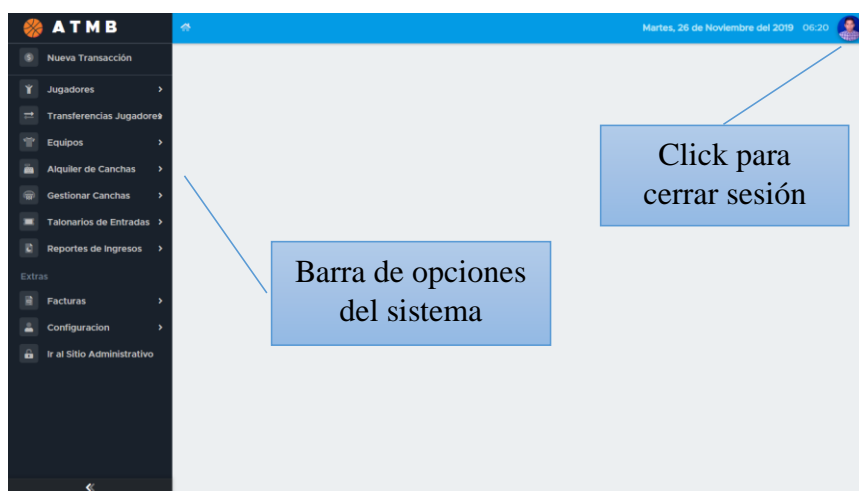 ATMB
Martes, 26 de Noviembre del 2019 06:20
Nueva Transacción
Jugadores
Transferencias Jugadores
Equipos
Alquiler de Canchas
Gestionar Canchas
Talonarios de Entradas
Reportes de Ingresos
Extras
Facturas
Configuracion
Ir al Sitio Administrativo
Click para
cerrar sesión
Barra de opciones
del sistema